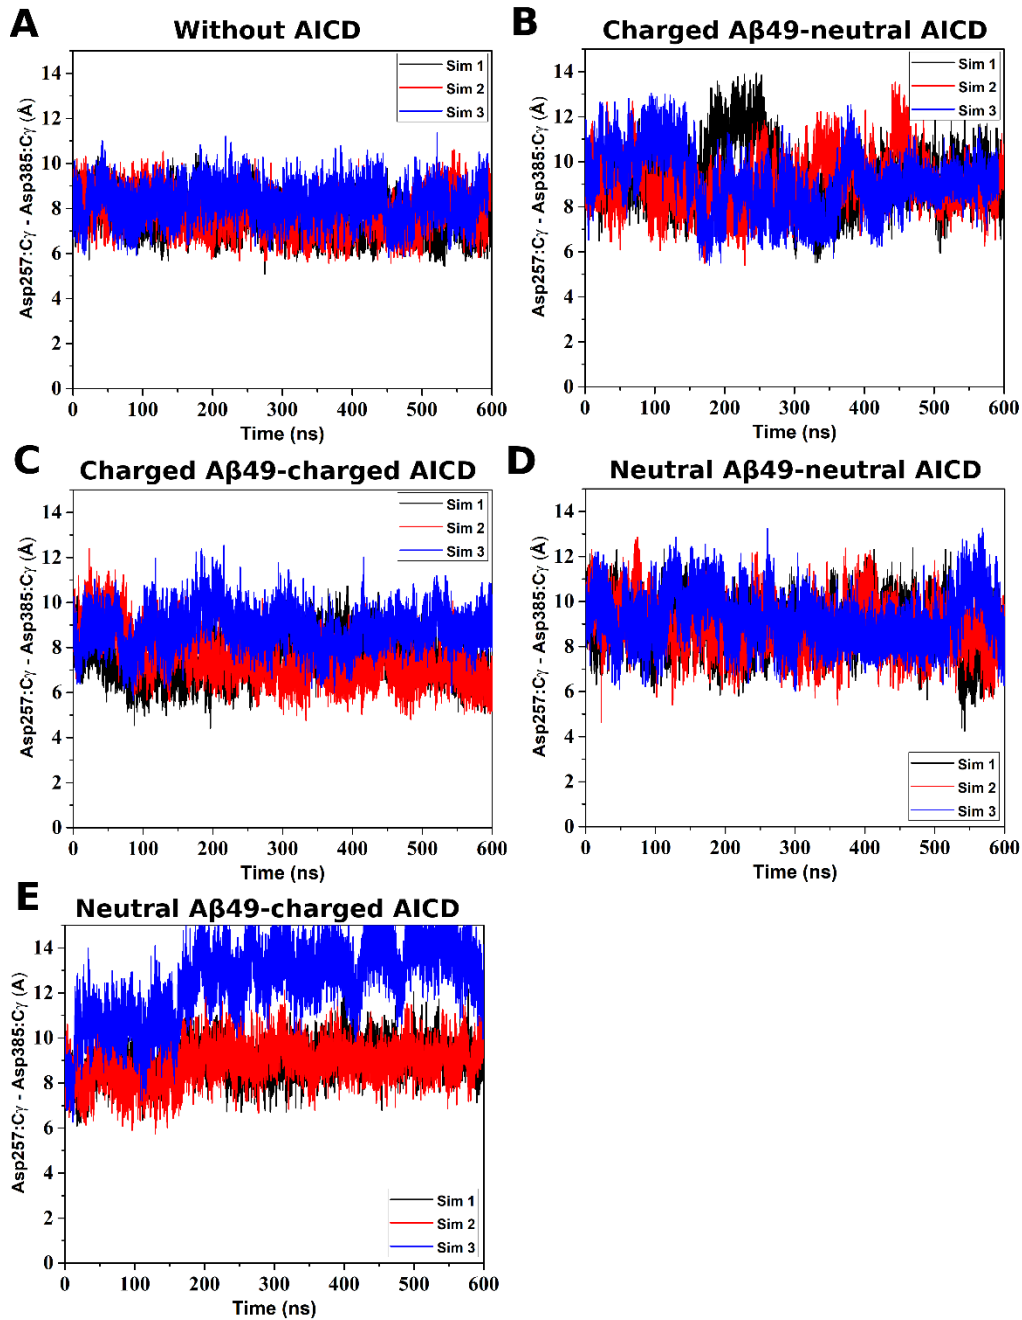 A
Without AICD
Asp257:Cγ - Asp385:Cγ (Å)
14
12
10
8
6
4
2
0
Sim 1
Sim 2
Sim 3
0 100 200 300 400 500 600
Time (ns)
B
Charged Aβ49-neutral AICD
Asp257:Cγ - Asp385:Cγ (Å)
14
12
10
8
6
4
2
0
Sim 1
Sim 2
Sim 3
0 100 200 300 400 500 600
Time (ns)
C
Charged Aβ49-charged AICD
Asp257:Cγ - Asp385:Cγ (Å)
14
12
10
8
6
4
2
0
Sim 1
Sim 2
Sim 3
0 100 200 300 400 500 600
Time (ns)
D
Neutral Aβ49-neutral AICD
Asp257:Cγ - Asp385:Cγ (Å)
14
12
10
8
6
4
2
0
Sim 1
Sim 2
Sim 3
0 100 200 300 400 500 600
Time (ns)
E
Neutral Aβ49-charged AICD
Asp257:Cγ - Asp385:Cγ (Å)
14
12
10
8
6
4
2
0
Sim 1
Sim 2
Sim 3
0 100 200 300 400 500 600
Time (ns)